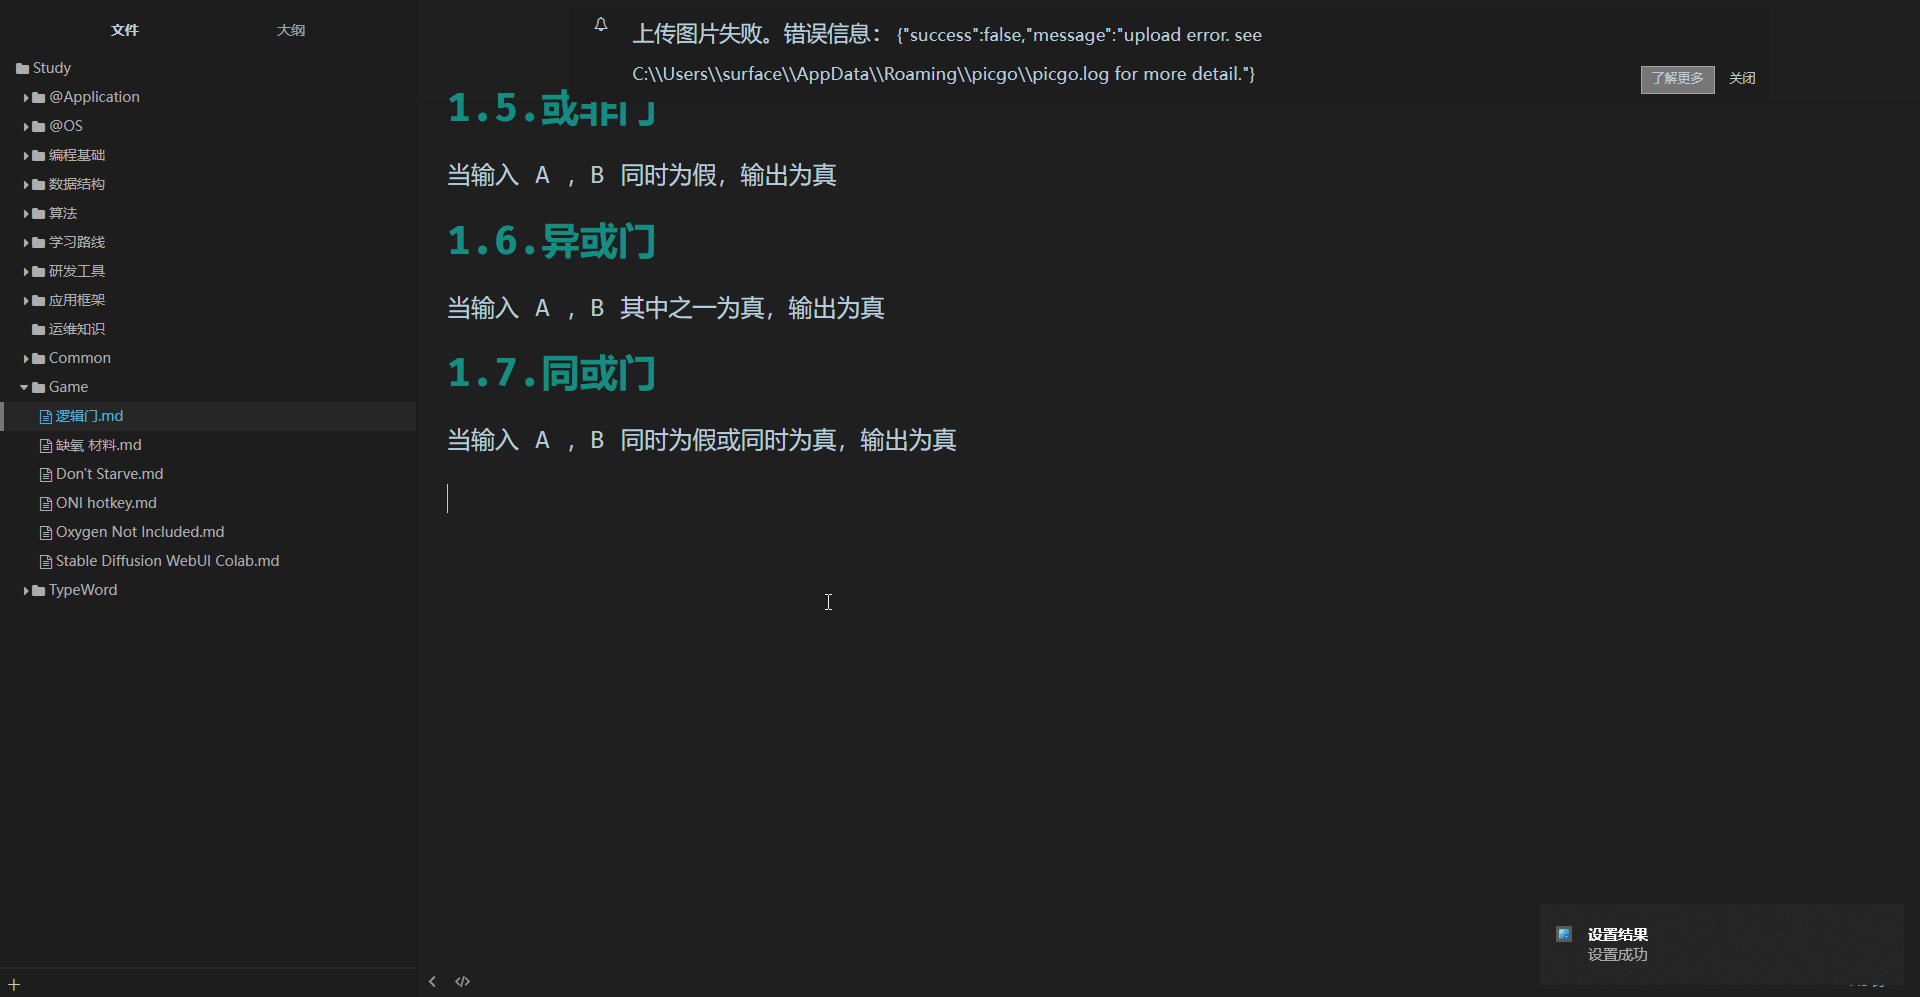 文件
大纲
Study
@Application
@OS
编程基础
数据结构
算法
学习路线
研发工具
应用框架
运维知识
Common
Game
逻辑门.md
缺氧 材料.md
Don't Starve.md
ONI hotkey.md
Oxygen Not Included.md
Stable Diffusion WebUI Colab.md
TypeWord
上传图片失败。错误信息： {"success":false,"message":"upload error. see
C:\\Users\\surface\\AppData\\Roaming\\picgo\\picgo.log for more detail."}
了解更多 关闭
1.5.或非门
当输入 A , B 同时为假，输出为真
1.6.异或门
当输入 A , B 其中之一为真，输出为真
1.7.同或门
当输入 A , B 同时为假或同时为真，输出为真
设置结果
设置成功